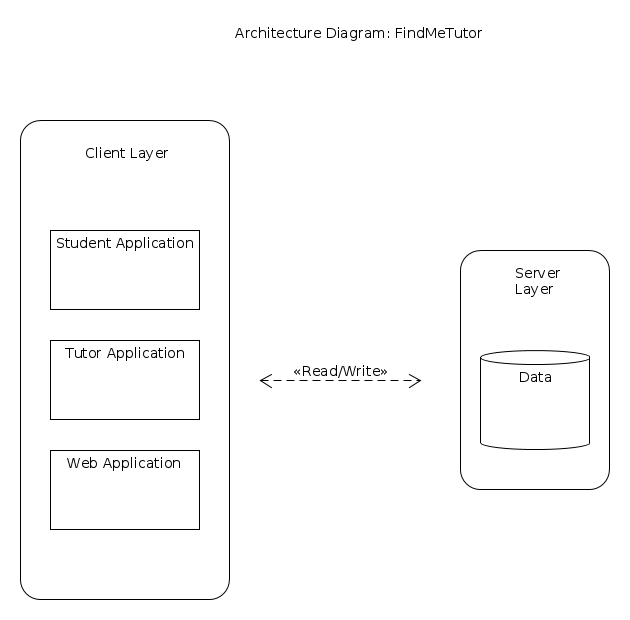 Architecture Diagram: FindMeTutor
Client Layer
Student Application
Tutor Application
Web Application
«Read/Write»
Server
Layer
Data